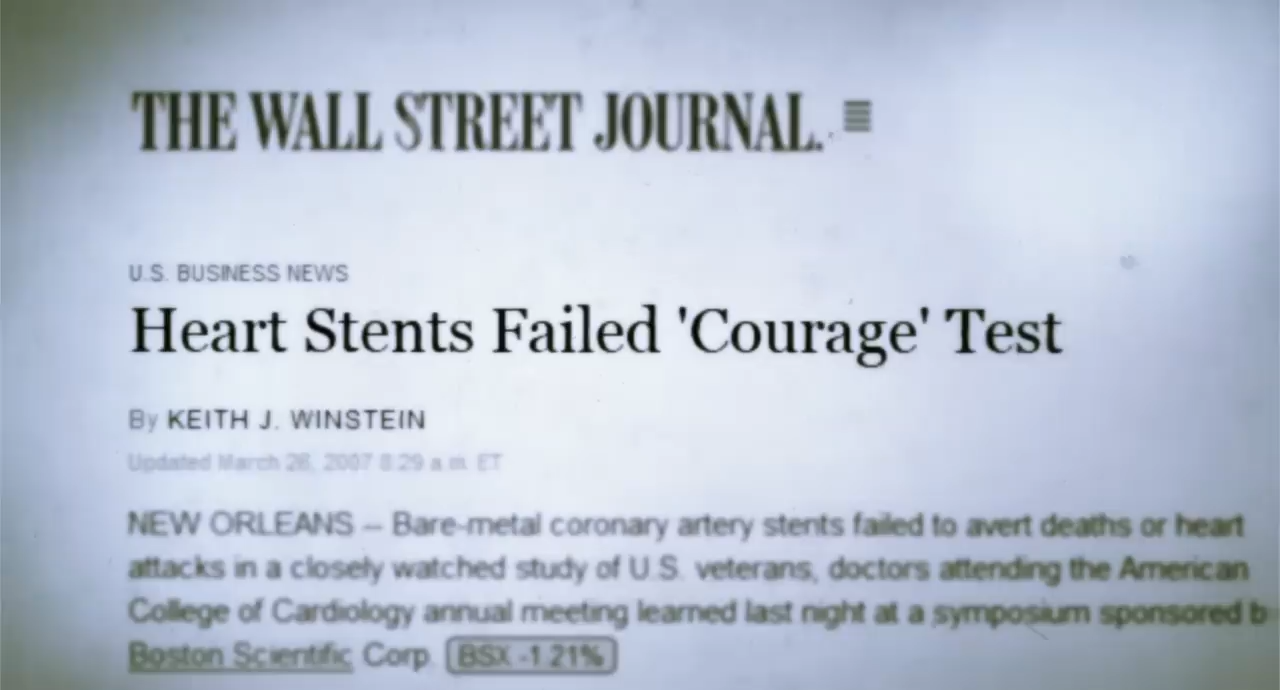 THE WALL STREET JOURNAL.
U.S. BUSINESS NEWS
Heart Stents Failed 'Courage' Test
By KEITH J. WINSTEIN
Updated March 26, 2007 8:29 a.m. ET
NEW ORLEANS – Bare-metal coronary artery stents failed to avert deaths or heart
attacks in a closely watched study of U.S. veterans, doctors attending the American
College of Cardiology annual meeting learned last night at a symposium sponsored b
Boston Scientific Corp. BSX -1.21%